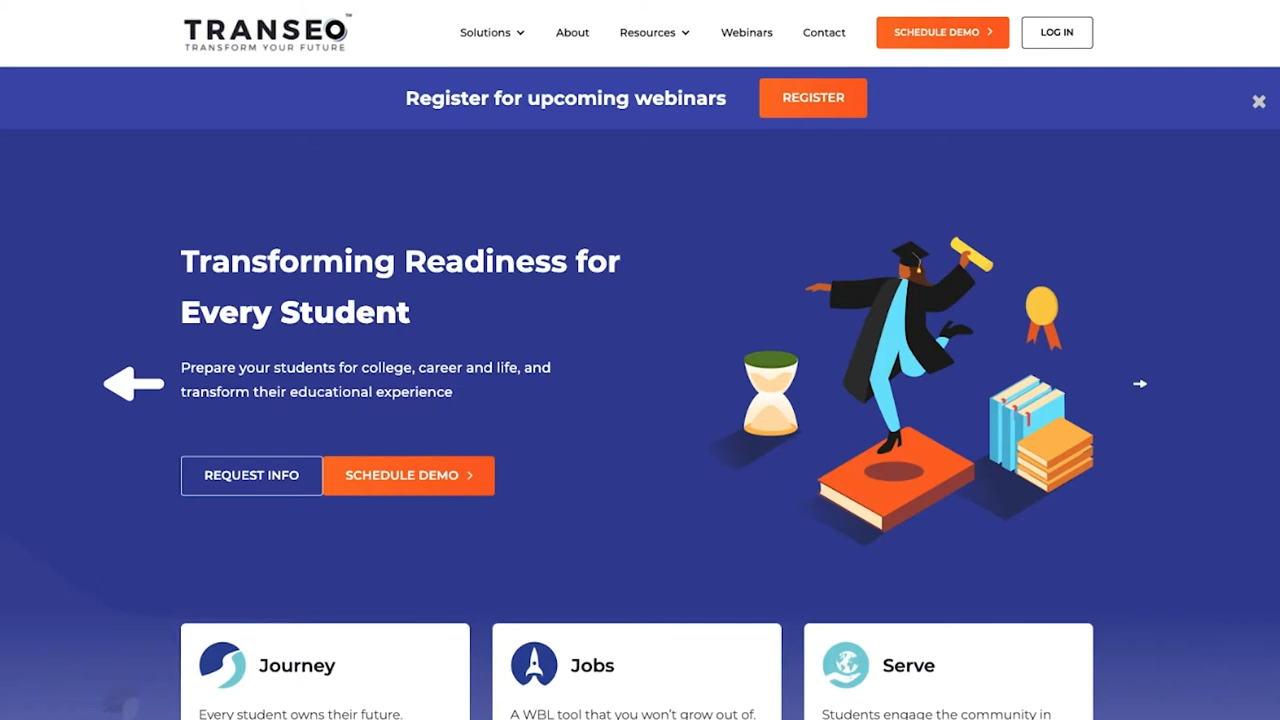 TRANSEO™
TRANSFORM YOUR FUTURE
Solutions
About
Resources
Webinars
Contact
SCHEDULE DEMO
LOG IN
Register for upcoming webinars
REGISTER
Transforming Readiness for
Every Student
Prepare your students for college, career and life, and
transform their educational experience
REQUEST INFO
SCHEDULE DEMO
Journey
Jobs
Serve
Every student owns their future.
A WBL tool that you won't grow out of.
Students engage the community in